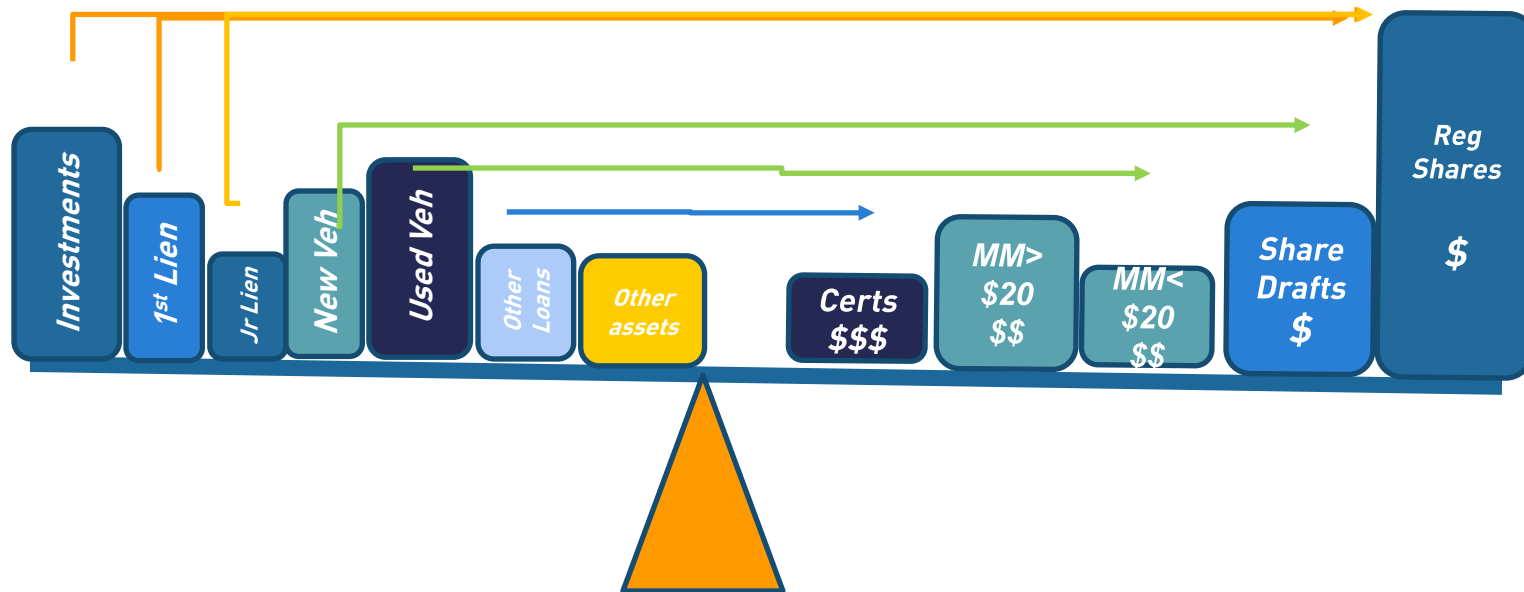 Investments
1st Lien
Jr Lien
New Veh
Used Veh
Other
Loans
Other
assets
Certs
$$$
MM>
$20
$$
MM<
$20
$$
Share
Drafts
$
Reg
Shares
$